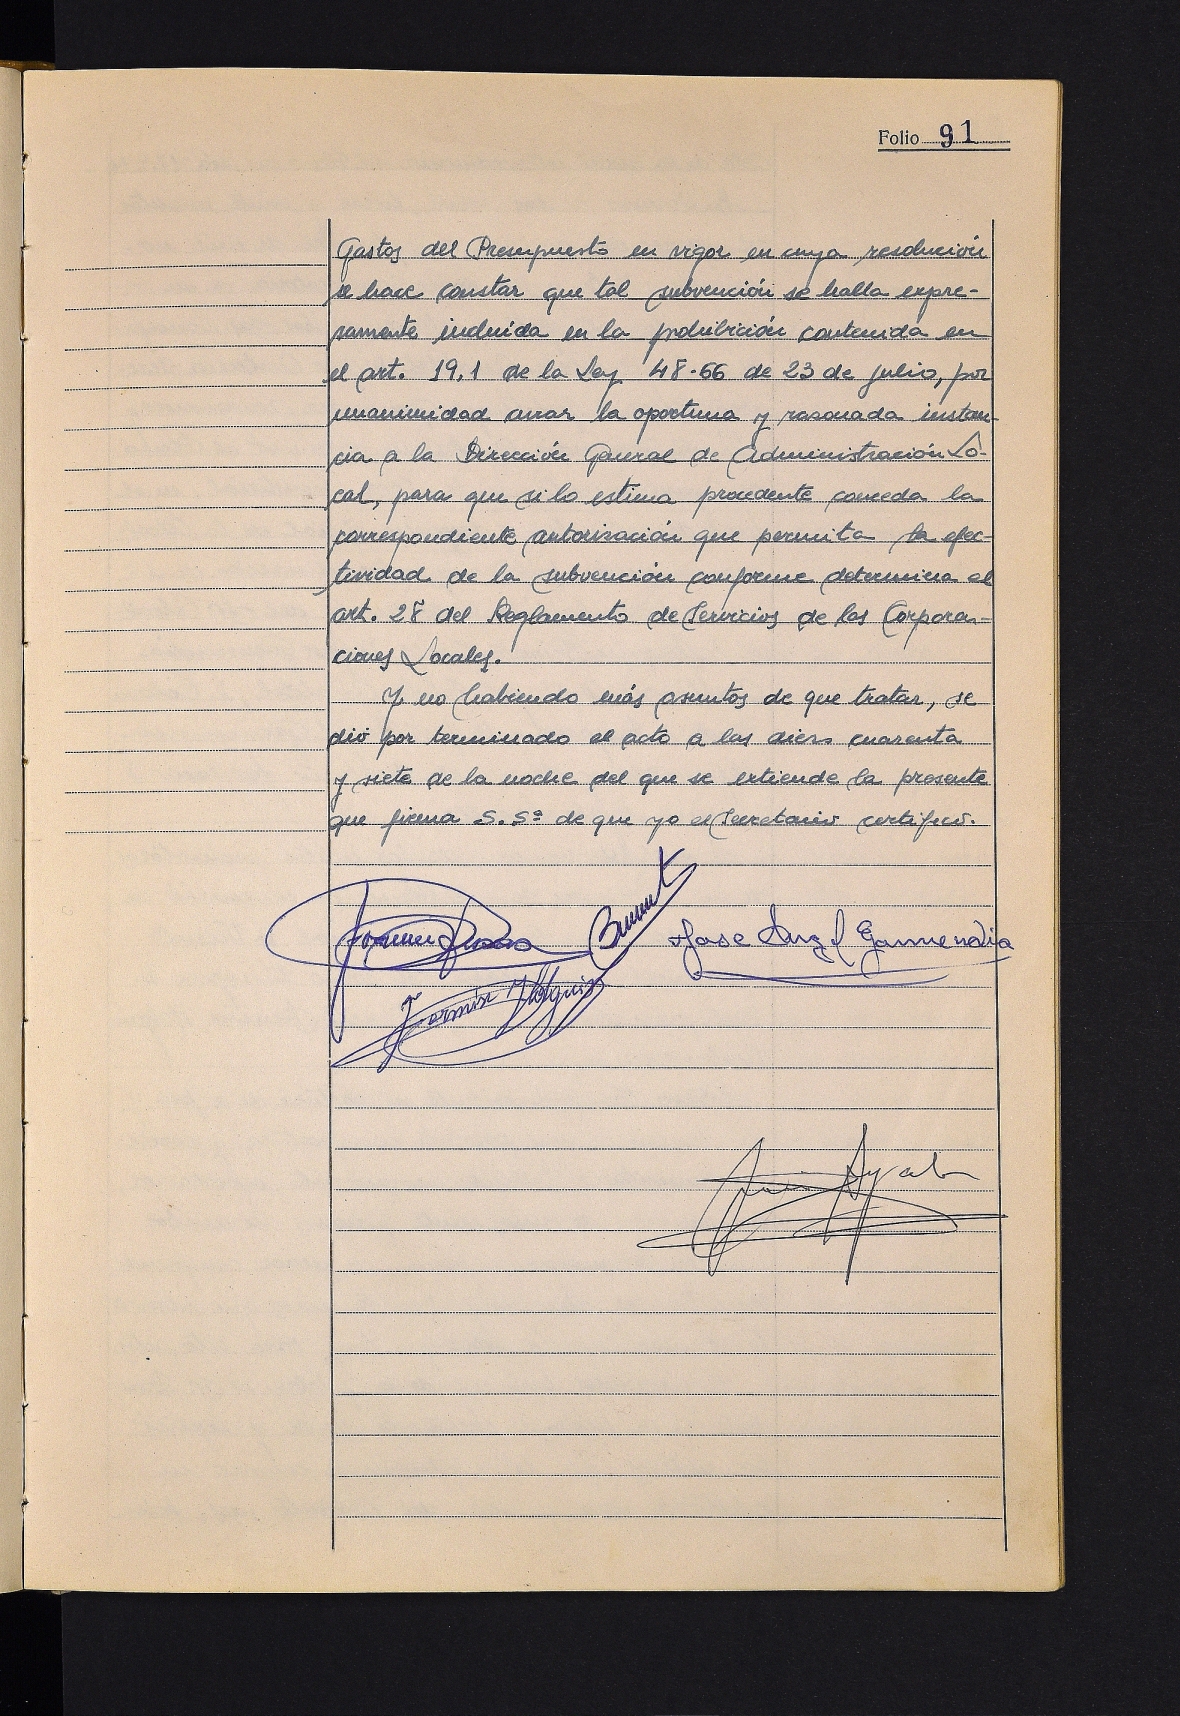 Folio 91
Gastos del Presupuesto en vigor en cuya resolución
se hace constar que tal subvención se halla expre-
samente incluida en la prohibición contenida en
el art. 19,1 de la Ley 48-66 de 23 de julio, por
unanimidad acordar la oportuna y rasonada instan-
cia a la Dirección General de Administración Lo-
cal, para que si lo estima procedente conceda la
correspondiente autorización que permita la efec-
tividad de la subvención conforme determina el
art. 28 del Reglamento de Servicios de las Corpora-
ciones Locales.
Y no habiendo más asuntos de que tratar, se
dió por terminado el acto a las diez cuarenta
y siete de la noche del que se extiende la presente
que firma S. Sª de que yo el Secretario certifico.
Jose Angel Garmendia
Fermin